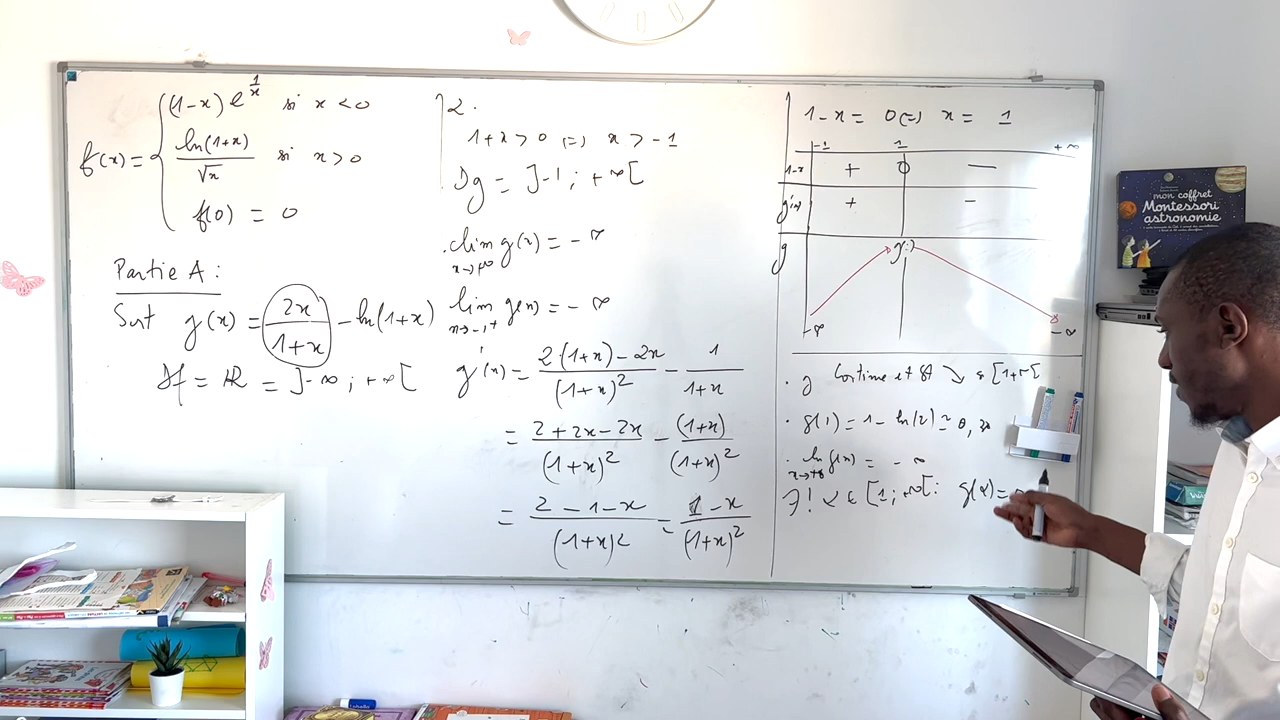 f(x) = { (1-x) e^{1/x} si x < 0
ln(1+x)/√x si x > 0
f(0) = 0
Partie A :
Soit g(x) = 2x/(1+x) - ln(1+x)
Df = ℝ = ]-∞ ; +∞[
2.
1+x > 0 (=) x > -1
Dg = ]-1 ; +∞[
. lim g(x) = -∞
x→+∞
lim g(x) = -∞
x→-1+
g'(x) = (2(1+x) - 2x)/(1+x)² - 1/(1+x)
= (2+2x-2x)/(1+x)² - (1+x)/(1+x)²
= (2-1-x)/(1+x)² = (1-x)/(1+x)²
1-x = 0 (=) x = 1
-1 1 +∞
1-x + 0 -
g'(x) + -
g g(1)
-∞ -∞
. g continue et st ↘ s [1,+∞[
. g(1) = 1 - ln(2) ≃ 0,30
. lim g(x) = -∞
x→+∞
∃! α ∈ [1 ; +∞[ : g(α) = 0
mon coffret
Montessori
astronomie